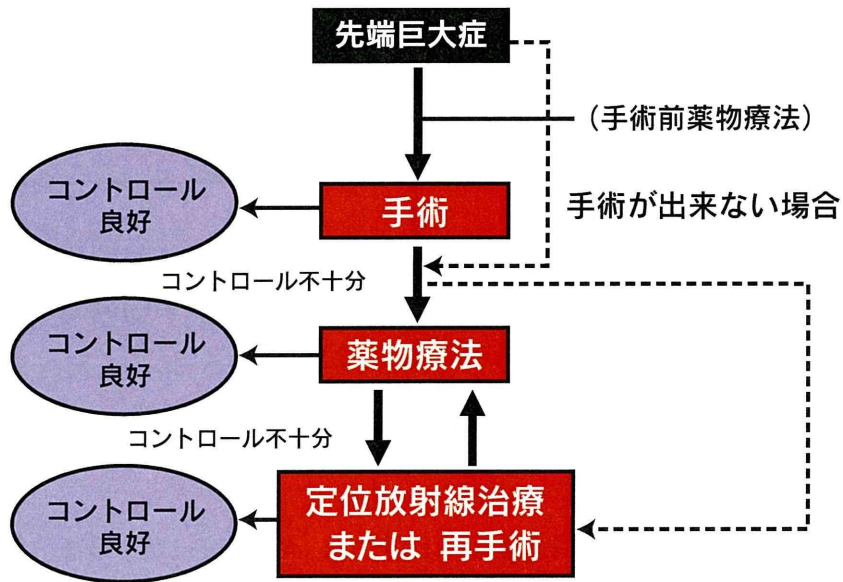 先端巨大症
（手術前薬物療法）
コントロール
良好
手術
手術が出来ない場合
コントロール不十分
コントロール
良好
薬物療法
コントロール不十分
コントロール
良好
定位放射線治療
または 再手術